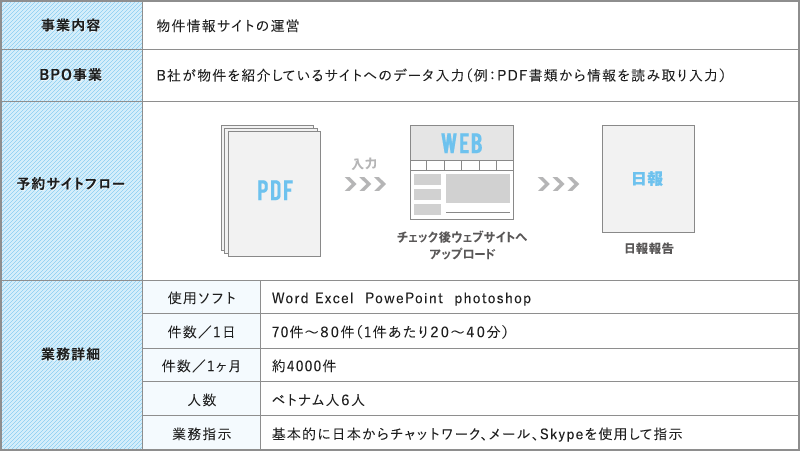 事業内容
物件情報サイトの運営
BPO事業
B社が物件を紹介しているサイトへのデータ入力（例：PDF書類から情報を読み取り入力）
予約サイトフロー
PDF
入力
WEB
チェック後ウェブサイトへ
アップロード
日報
日報報告
業務詳細
使用ソフト
Word Excel PowePoint photoshop
件数／1日
70件〜80件（1件あたり20〜40分）
件数／1ヶ月
約4000件
人数
ベトナム人6人
業務指示
基本的に日本からチャットワーク、メール、Skypeを使用して指示